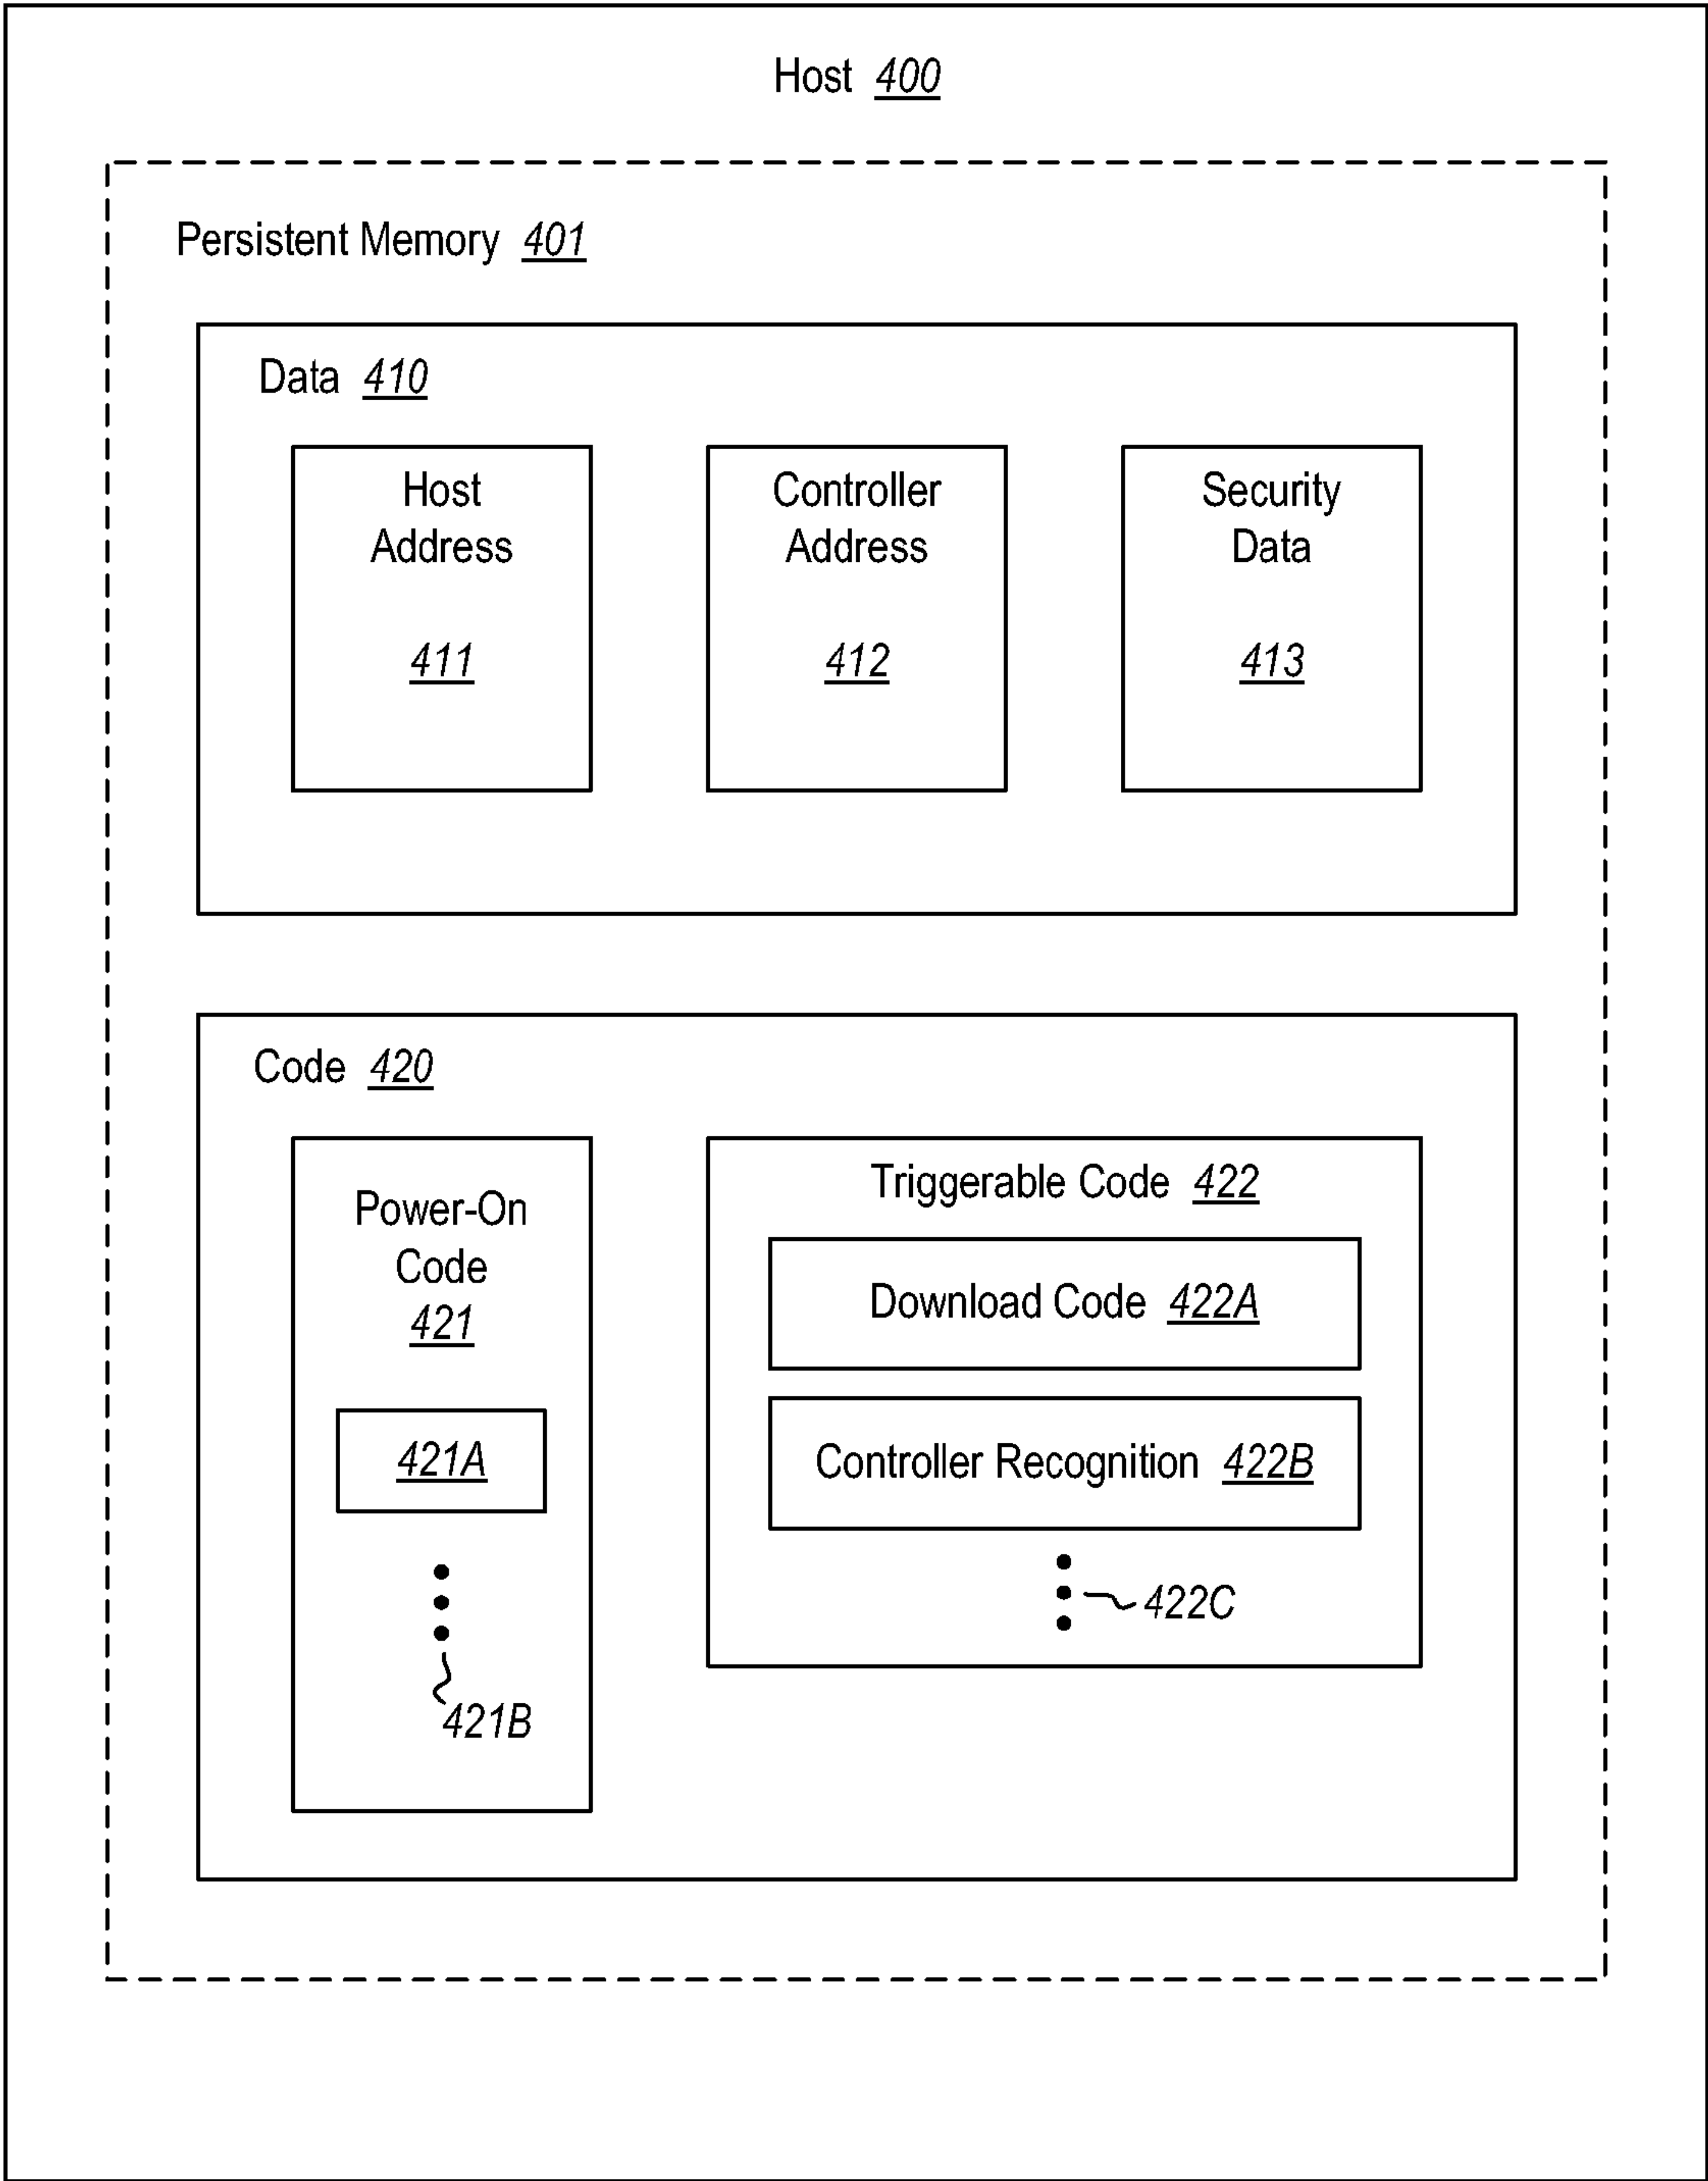 Host 400
Persistent Memory 401
Data 410
Host
Address
411
Controller
Address
412
Security
Data
413
Code 420
Power-On
Code
421
421A
421B
Triggerable Code 422
Download Code 422A
Controller Recognition 422B
422C